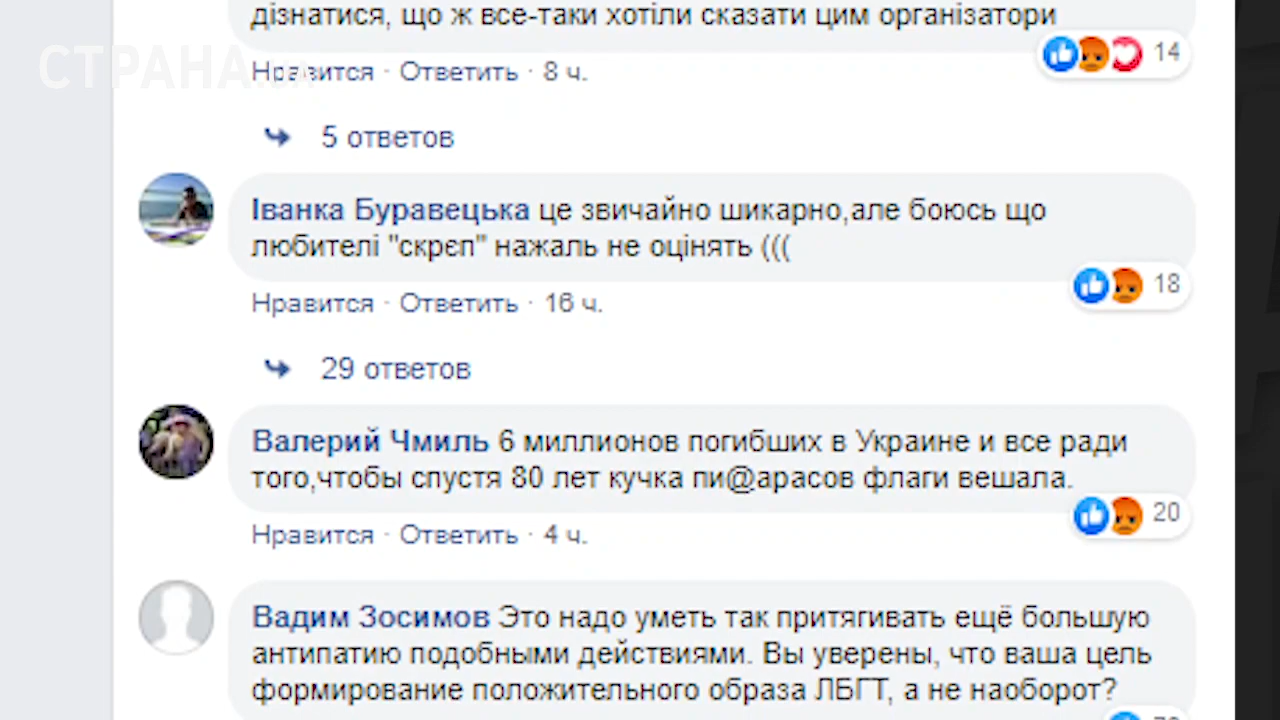 дізнатися, що ж все-таки хотіли сказати цим організатори
СТРАНА.UA
Нравится · Ответить · 8 ч.
14
5 ответов
Іванка Буравецька це звичайно шикарно,але боюсь що
любителі "скрєп" нажаль не оцінять (((
Нравится · Ответить · 16 ч.
18
29 ответов
Валерий Чмиль 6 миллионов погибших в Украине и все ради
того,чтобы спустя 80 лет кучка пи@арасов флаги вешала.
Нравится · Ответить · 4 ч.
20
Вадим Зосимов Это надо уметь так притягивать ещё большую
антипатию подобными действиями. Вы уверены, что ваша цель
формирование положительного образа ЛБГТ, а не наоборот?